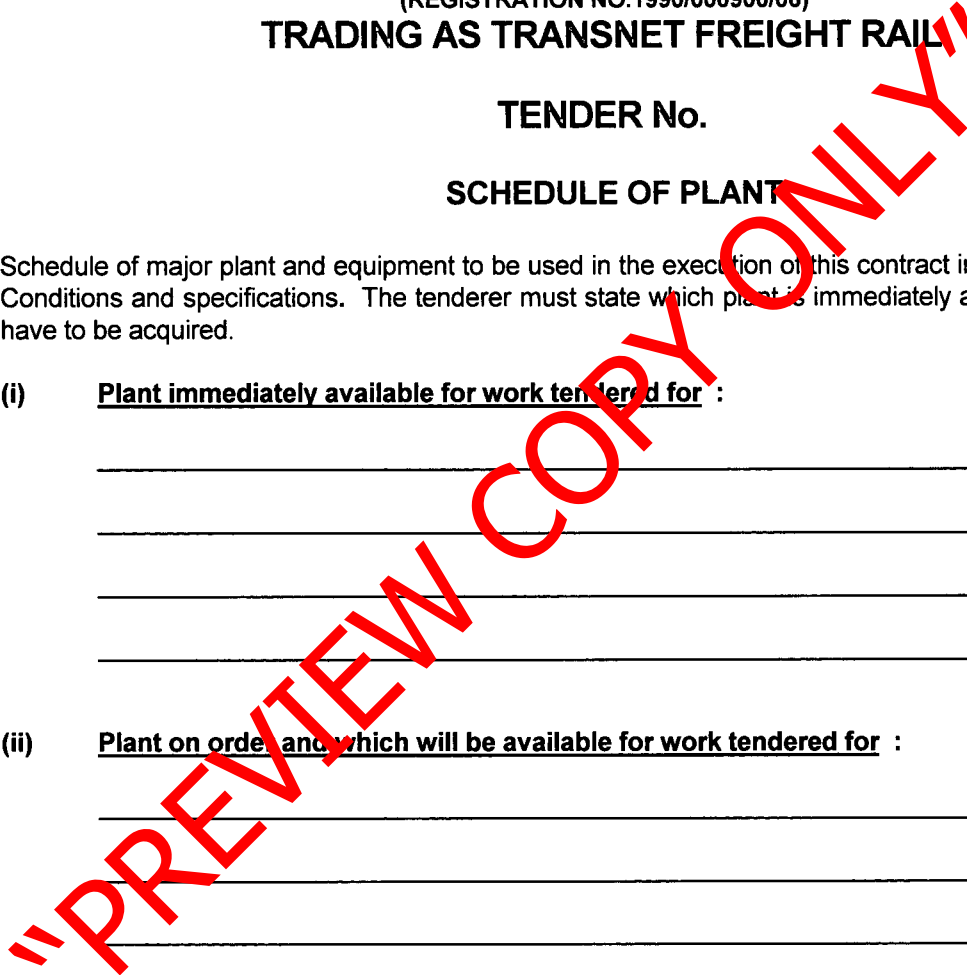 TRADING AS TRANSNET FREIGHT RAIL
TENDER No.
SCHEDULE OF PLANT
Schedule of major plant and equipment to be used in the execution of this contract
Conditions and specifications. The tenderer must state which plant is immediately
have to be acquired.
(i) Plant immediately available for work tendered for :
(ii) Plant on order and which will be available for work tendered for :
"PREVIEW COPY ONLY"